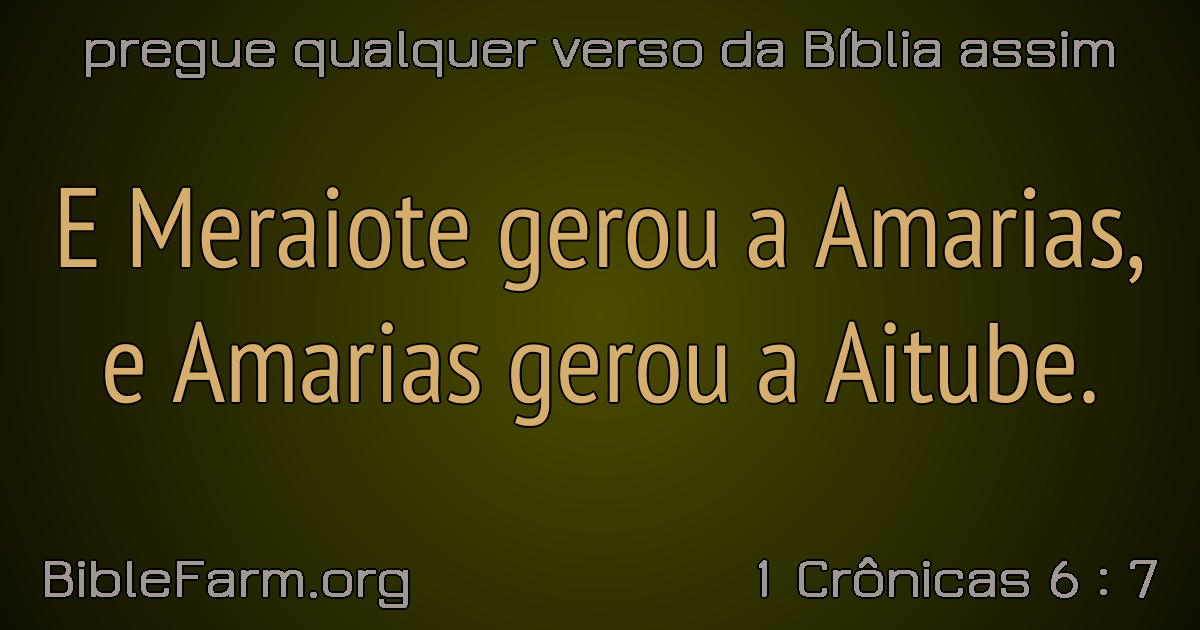 pregue qualquer verso da Bíblia assim
E Meraiote gerou a Amarias,
e Amarias gerou a Aitube.
BibleFarm.org
1 Crônicas 6 : 7